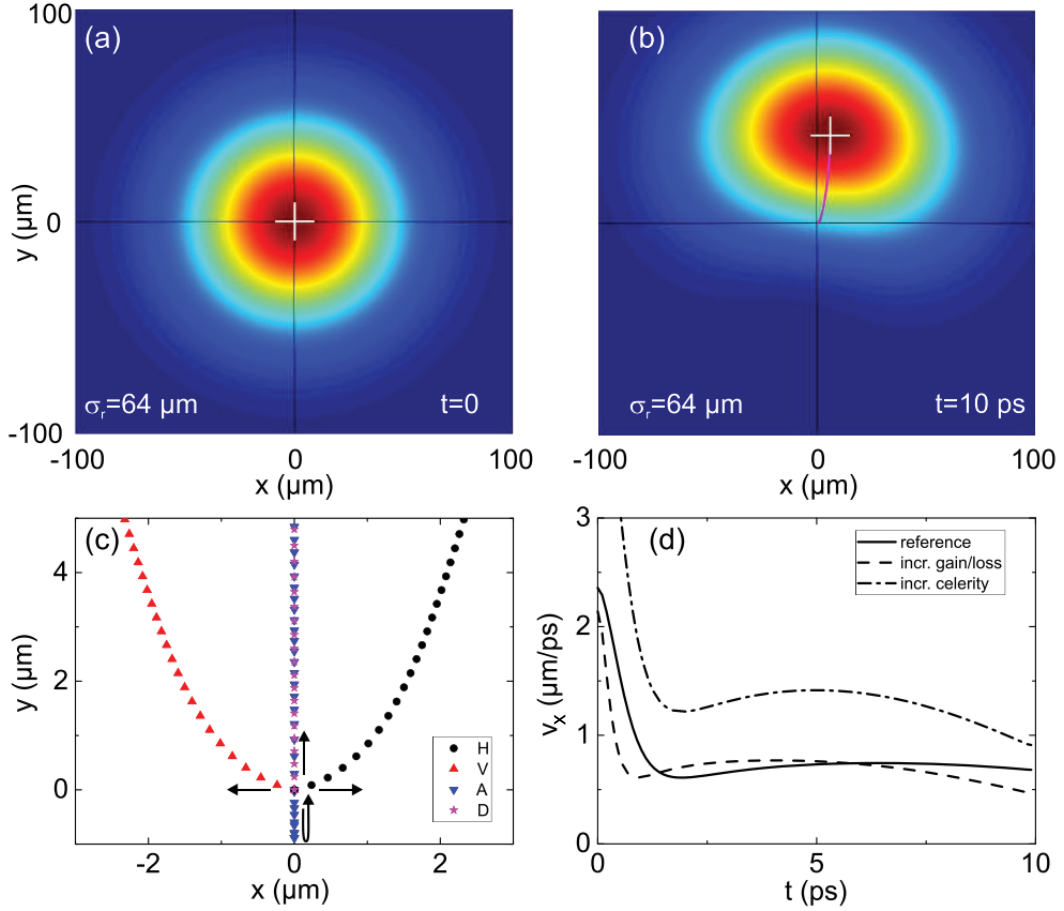 100
(a)
(b)
y (µm)
0
σr=64 µm
t=0
σr=64 µm
t=10 ps
-100
-100
0
100
-100
0
100
x (µm)
x (µm)
(c)
4
2
0
y (µm)
H
V
A
D
-2
0
2
x (µm)
(d)
reference
incr. gain/loss
incr. celerity
3
2
1
0
vx (µm/ps)
0
5
10
t (ps)